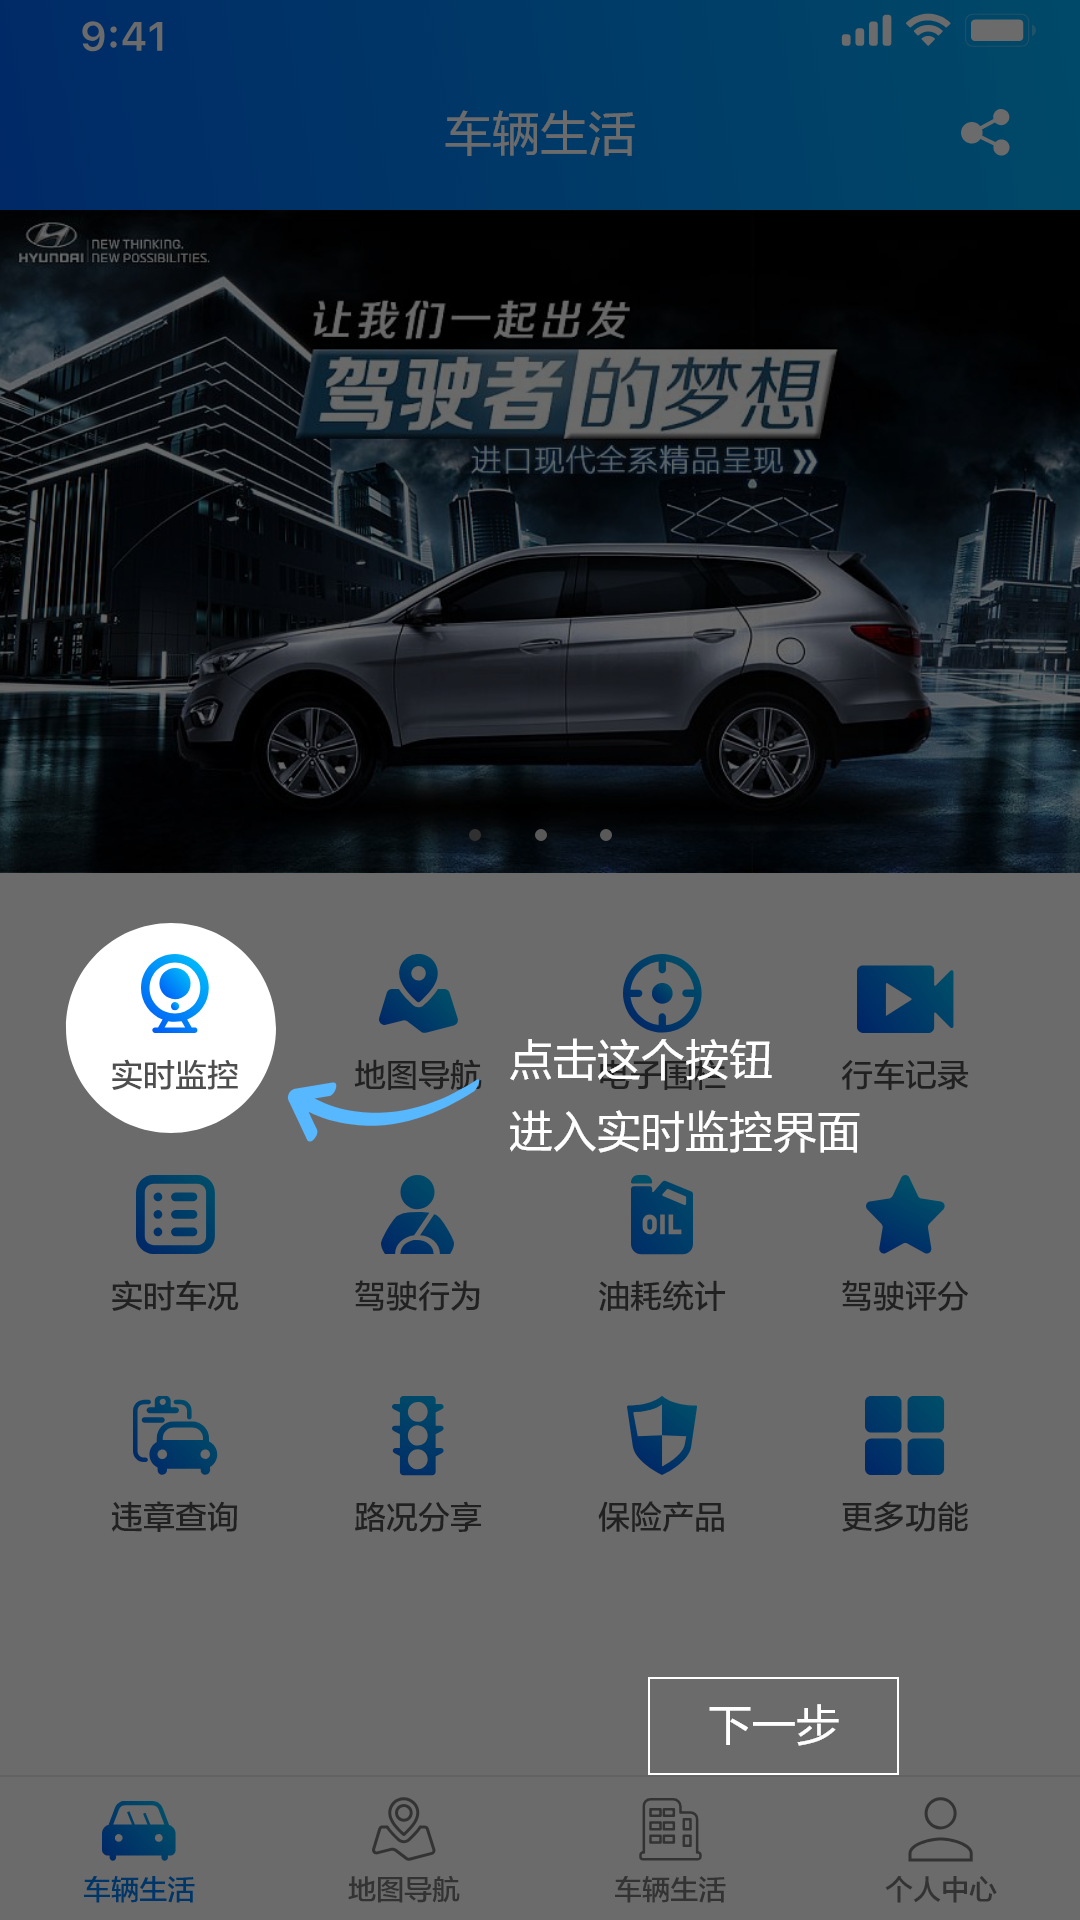 9:41
车辆生活
HYUNDAI
NEW THINKING.
NEW POSSIBILITIES.
让我们一起出发
驾驶者的梦想
进口现代全系精品呈现
实时监控
地图导航
电子围栏
行车记录
点击这个按钮
进入实时监控界面
OIL
实时车况
驾驶行为
油耗统计
驾驶评分
违章查询
路况分享
保险产品
更多功能
下一步
车辆生活
地图导航
车辆生活
个人中心